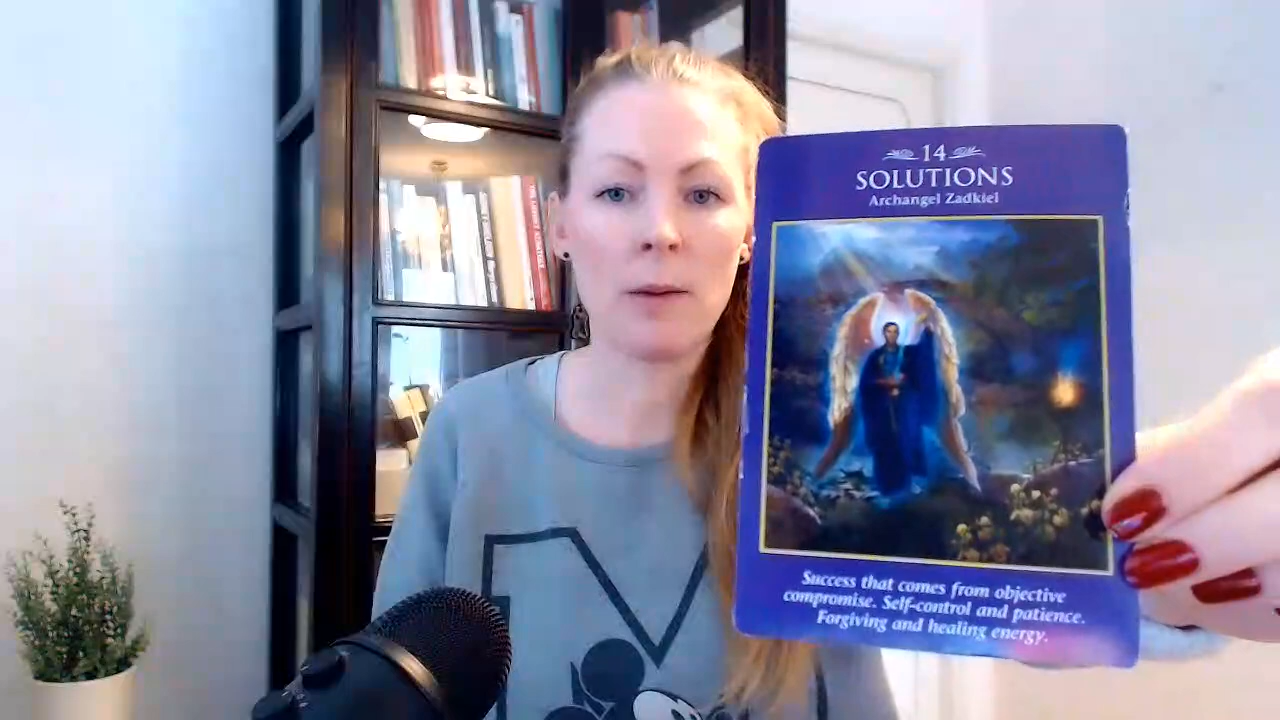 14
SOLUTIONS
Archangel Zadkiel
Success that comes from objective
compromise. Self-control and patience.
Forgiving and healing energy.
M